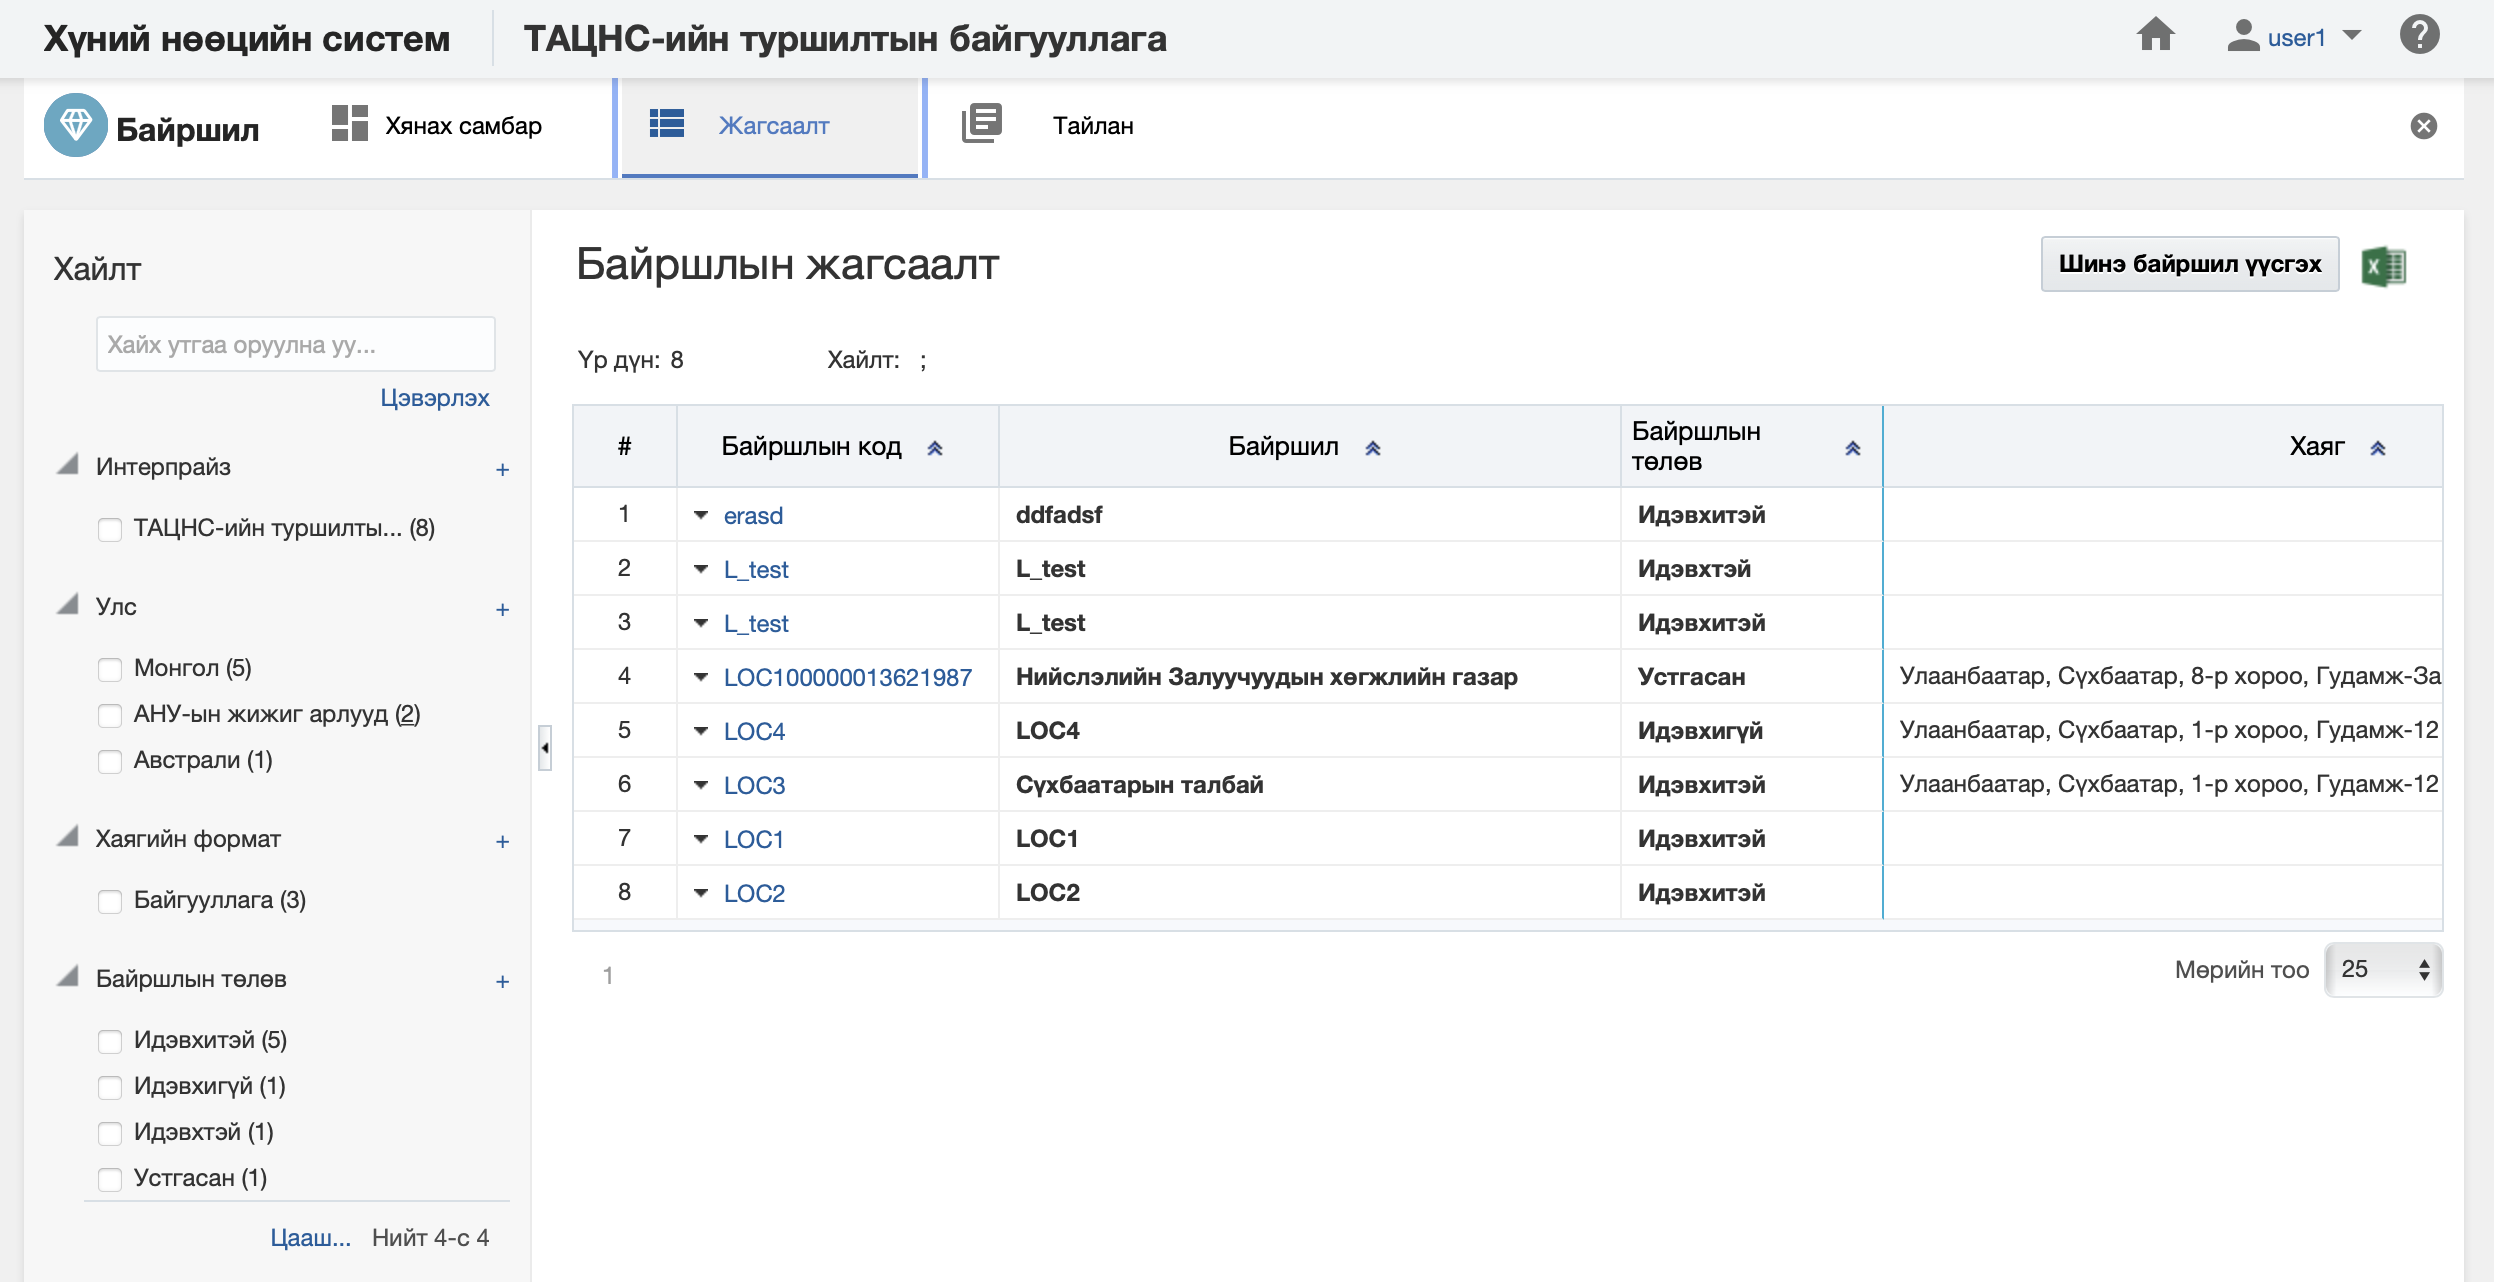 Хүний нөөцийн систем
ТАЦНС-ийн туршилтын байгууллага
user1
Байршил
Хянах самбар
Жагсаалт
Тайлан
Хайлт
Хайх утгаа оруулна уу...
Цэвэрлэх
Интерпрайз +
ТАЦНС-ийн туршилты... (8)
Улс +
Монгол (5)
АНУ-ын жижиг арлууд (2)
Австрали (1)
Хаягийн формат +
Байгууллага (3)
Байршлын төлөв +
Идэвхитэй (5)
Идэвхигүй (1)
Идэвхтэй (1)
Устгасан (1)
Цааш... Нийт 4-с 4
Байршлын жагсаалт
Шинэ байршил үүсгэх
Үр дүн: 8 Хайлт: ;
# Байршлын код Байршил Байршлын төлөв Хаяг
1 erasd ddfadsf Идэвхитэй
2 L_test L_test Идэвхтэй
3 L_test L_test Идэвхитэй
4 LOC100000013621987 Нийслэлийн Залуучуудын хөгжлийн газар Устгасан Улаанбаатар, Сүхбаатар, 8-р хороо, Гудамж-За
5 LOC4 LOC4 Идэвхигүй Улаанбаатар, Сүхбаатар, 1-р хороо, Гудамж-12
6 LOC3 Сүхбаатарын талбай Идэвхитэй Улаанбаатар, Сүхбаатар, 1-р хороо, Гудамж-12
7 LOC1 LOC1 Идэвхитэй
8 LOC2 LOC2 Идэвхитэй
1
Мөрийн тоо 25